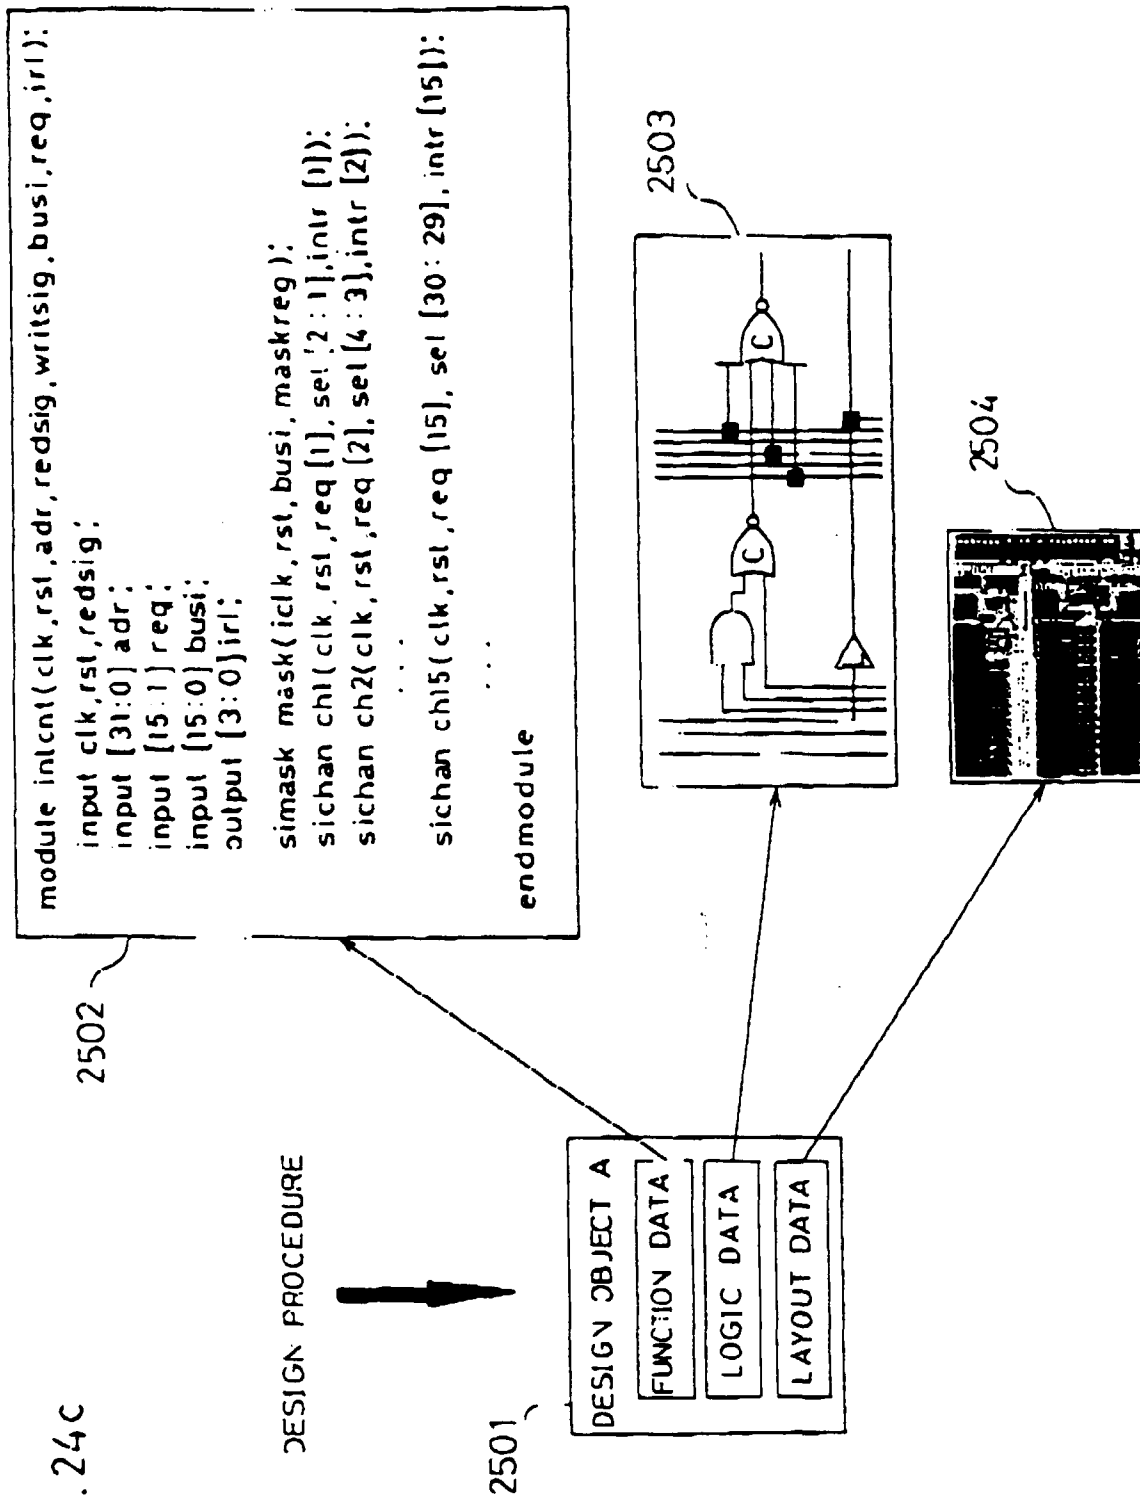 . 24C
DESIGN PROCEDURE
2501
DESIGN OBJECT A
FUNCTION DATA
LOGIC DATA
LAYOUT DATA
2502
module intcnt(clk,rst,adr,redsig,writsig,busi,req,irl);
input clk,rst,redsig;
input [31:0] adr;
input [15:1] req;
input [15:0] busi;
output [3:0] irl;
simask mask(iclk,rst,busi,maskreg);
sichan ch1(clk,rst,req [1], sel [2:1],intr [1]);
sichan ch2(clk,rst,req [2], sel [4:3],intr [2]);
....
sichan ch15(clk,rst,req [15], sel [30:29], intr [15]);
....
endmodule
2503
C
C
2504